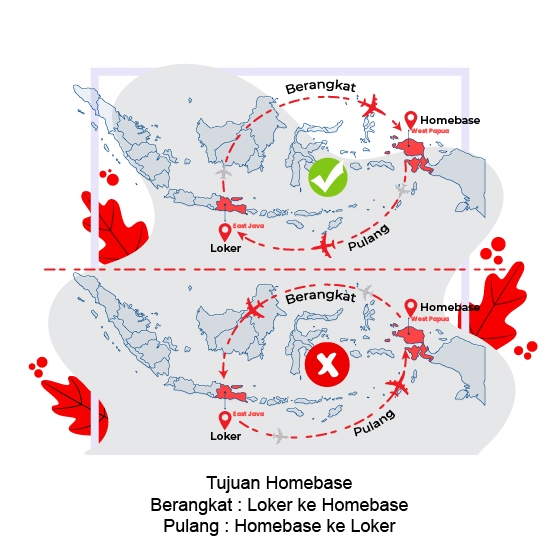 Berangkat
Homebase
West Papua
East Java
Loker
Pulang
Berangkat
Homebase
West Papua
East Java
Loker
Pulang
Tujuan Homebase
Berangkat : Loker ke Homebase
Pulang : Homebase ke Loker